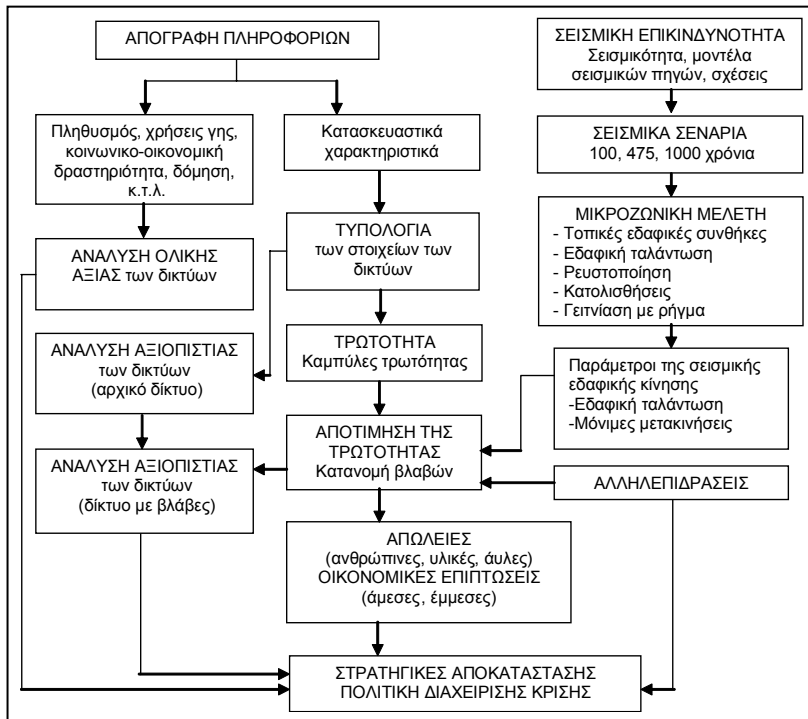 ΑΠΟΓΡΑΦΗ ΠΛΗΡΟΦΟΡΙΩΝ
Πληθυσμός, χρήσεις γης,
κοινωνικο-οικονομική
δραστηριότητα, δόμηση,
κ.τ.λ.
Κατασκευαστικά
χαρακτηριστικά
ΑΝΑΛΥΣΗ ΟΛΙΚΗΣ
ΑΞΙΑΣ των δικτύων
ΤΥΠΟΛΟΓΙΑ
των στοιχείων των
δικτύων
ΑΝΑΛΥΣΗ ΑΞΙΟΠΙΣΤΙΑΣ
των δικτύων
(αρχικό δίκτυο)
ΤΡΩΤΟΤΗΤΑ
Καμπύλες τρωτότητας
ΑΝΑΛΥΣΗ ΑΞΙΟΠΙΣΤΙΑΣ
των δικτύων
(δίκτυο με βλάβες)
ΑΠΟΤΙΜΗΣΗ ΤΗΣ
ΤΡΩΤΟΤΗΤΑΣ
Κατανομή βλαβών
ΣΕΙΣΜΙΚΗ ΕΠΙΚΙΝΔΥΝΟΤΗΤΑ
Σεισμικότητα, μοντέλα
σεισμικών πηγών, σχέσεις
ΣΕΙΣΜΙΚΑ ΣΕΝΑΡΙΑ
100, 475, 1000 χρόνια
ΜΙΚΡΟΖΩΝΙΚΗ ΜΕΛΕΤΗ
- Τοπικές εδαφικές συνθήκες
- Εδαφική ταλάντωση
- Ρευστοποίηση
- Κατολισθήσεις
- Γειτνίαση με ρήγμα
Παράμετροι της σεισμικής
εδαφικής κίνησης
-Εδαφική ταλάντωση
-Μόνιμες μετακινήσεις
ΑΛΛΗΛΕΠΙΔΡΑΣΕΙΣ
ΑΠΩΛΕΙΕΣ
(ανθρώπινες, υλικές, άυλες)
ΟΙΚΟΝΟΜΙΚΕΣ ΕΠΙΠΤΩΣΕΙΣ
(άμεσες, έμμεσες)
ΣΤΡΑΤΗΓΙΚΕΣ ΑΠΟΚΑΤΑΣΤΑΣΗΣ
ΠΟΛΙΤΙΚΗ ΔΙΑΧΕΙΡΙΣΗΣ ΚΡΙΣΗΣ